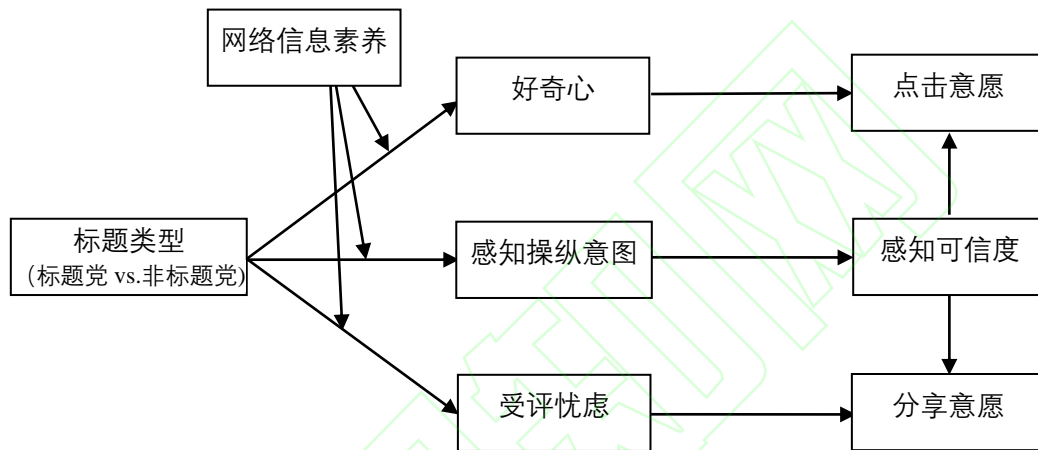 网络信息素养
好奇心
点击意愿
标题类型
（标题党 vs.非标题党)
感知操纵意图
感知可信度
受评忧虑
分享意愿